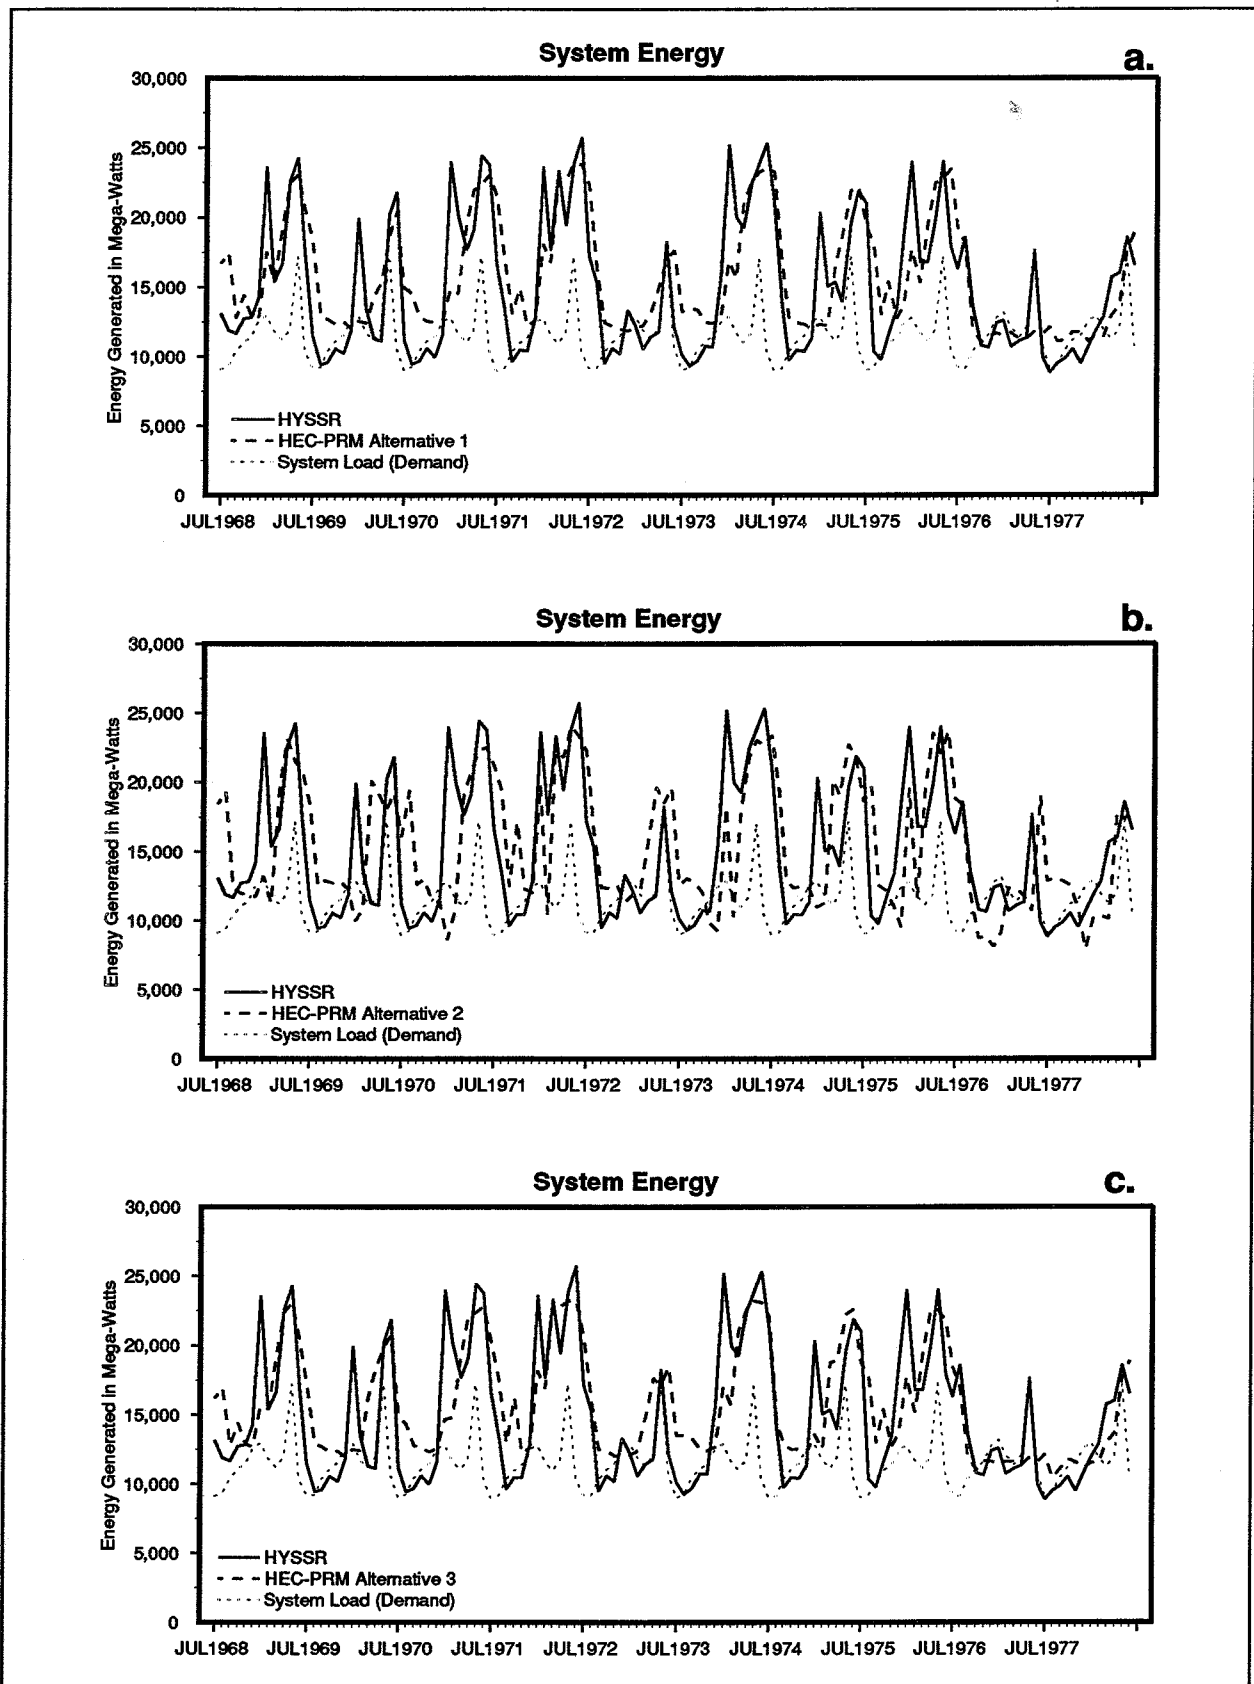 System Energy
a.
Energy Generated in Mega-Watts
30,000
25,000
20,000
15,000
10,000
5,000
0
HYSSR
HEC-PRM Alternative 1
System Load (Demand)
JUL1968 JUL1969 JUL1970 JUL1971 JUL1972 JUL1973 JUL1974 JUL1975 JUL1976 JUL1977
System Energy
b.
Energy Generated in Mega-Watts
30,000
25,000
20,000
15,000
10,000
5,000
0
HYSSR
HEC-PRM Alternative 2
System Load (Demand)
JUL1968 JUL1969 JUL1970 JUL1971 JUL1972 JUL1973 JUL1974 JUL1975 JUL1976 JUL1977
System Energy
c.
Energy Generated in Mega-Watts
30,000
25,000
20,000
15,000
10,000
5,000
0
HYSSR
HEC-PRM Alternative 3
System Load (Demand)
JUL1968 JUL1969 JUL1970 JUL1971 JUL1972 JUL1973 JUL1974 JUL1975 JUL1976 JUL1977